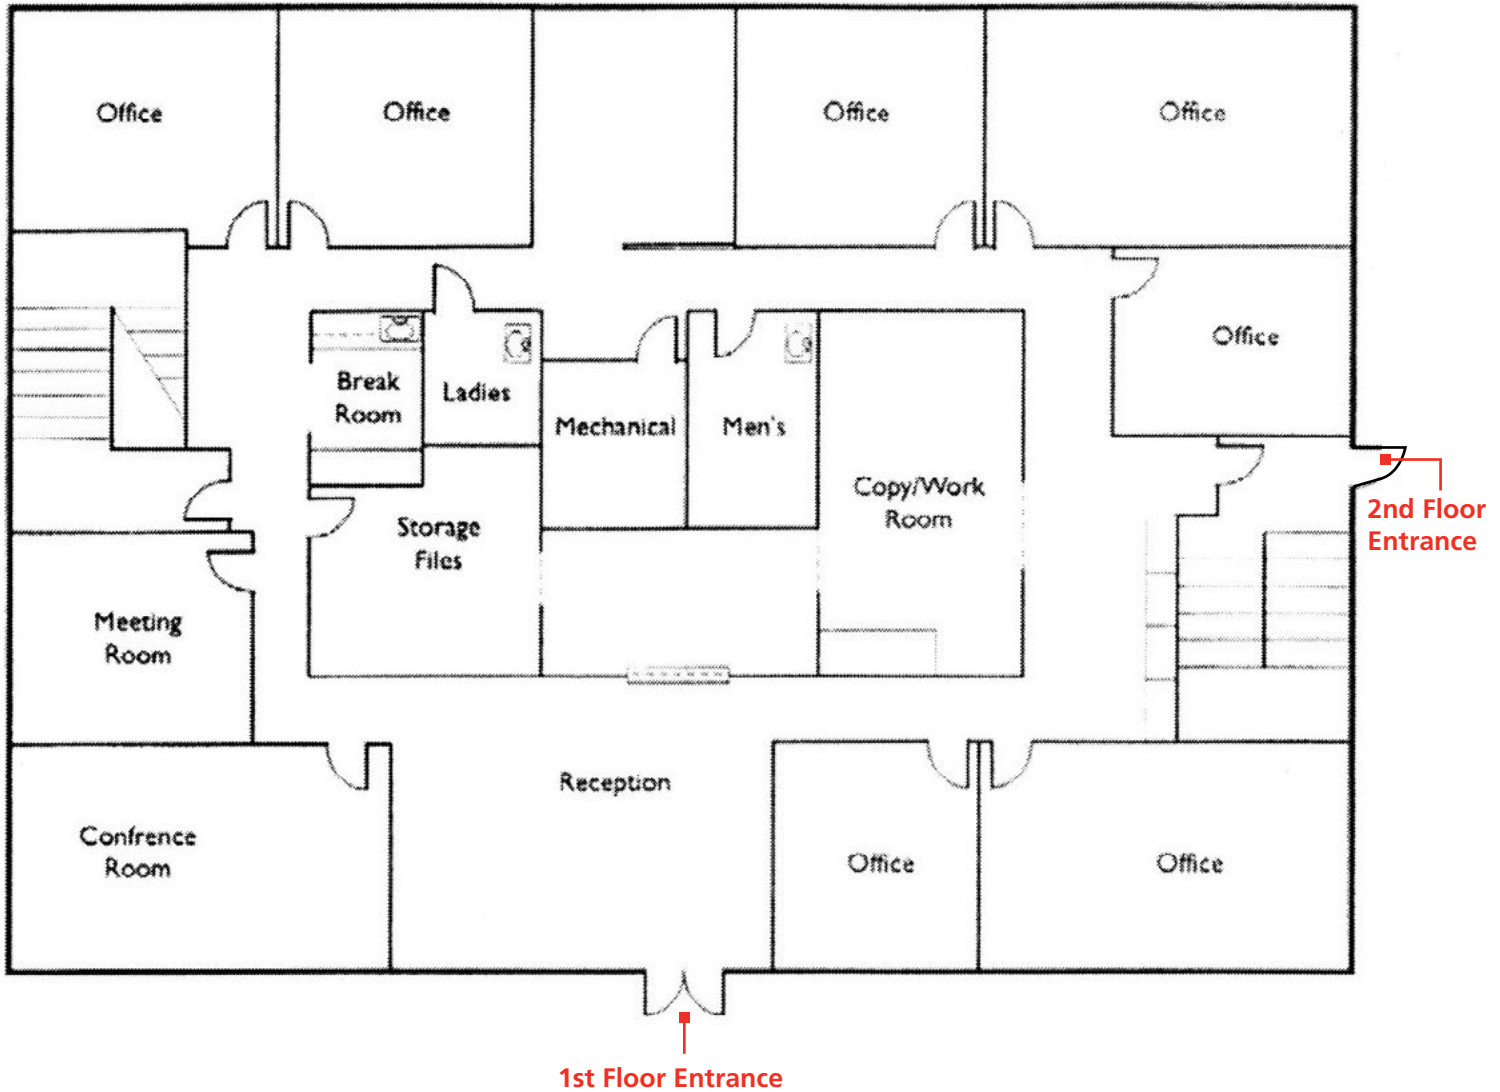 Office
Office
Office
Office
Office
Break
Room
Ladies
Mechanical
Men's
Copy/Work
Room
Storage
Files
2nd Floor
Entrance
Meeting
Room
Reception
Confrence
Room
Office
Office
1st Floor Entrance